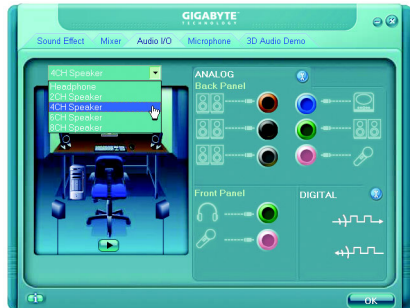 GIGABYTE
TECHNOLOGY
Sound Effect
Mixer
Audio I/O
Microphone
3D Audio Demo
4CH Speaker
Headphone
2CH Speaker
4CH Speaker
6CH Speaker
8CH Speaker
ANALOG
Back Panel
Front Panel
DIGITAL
OK